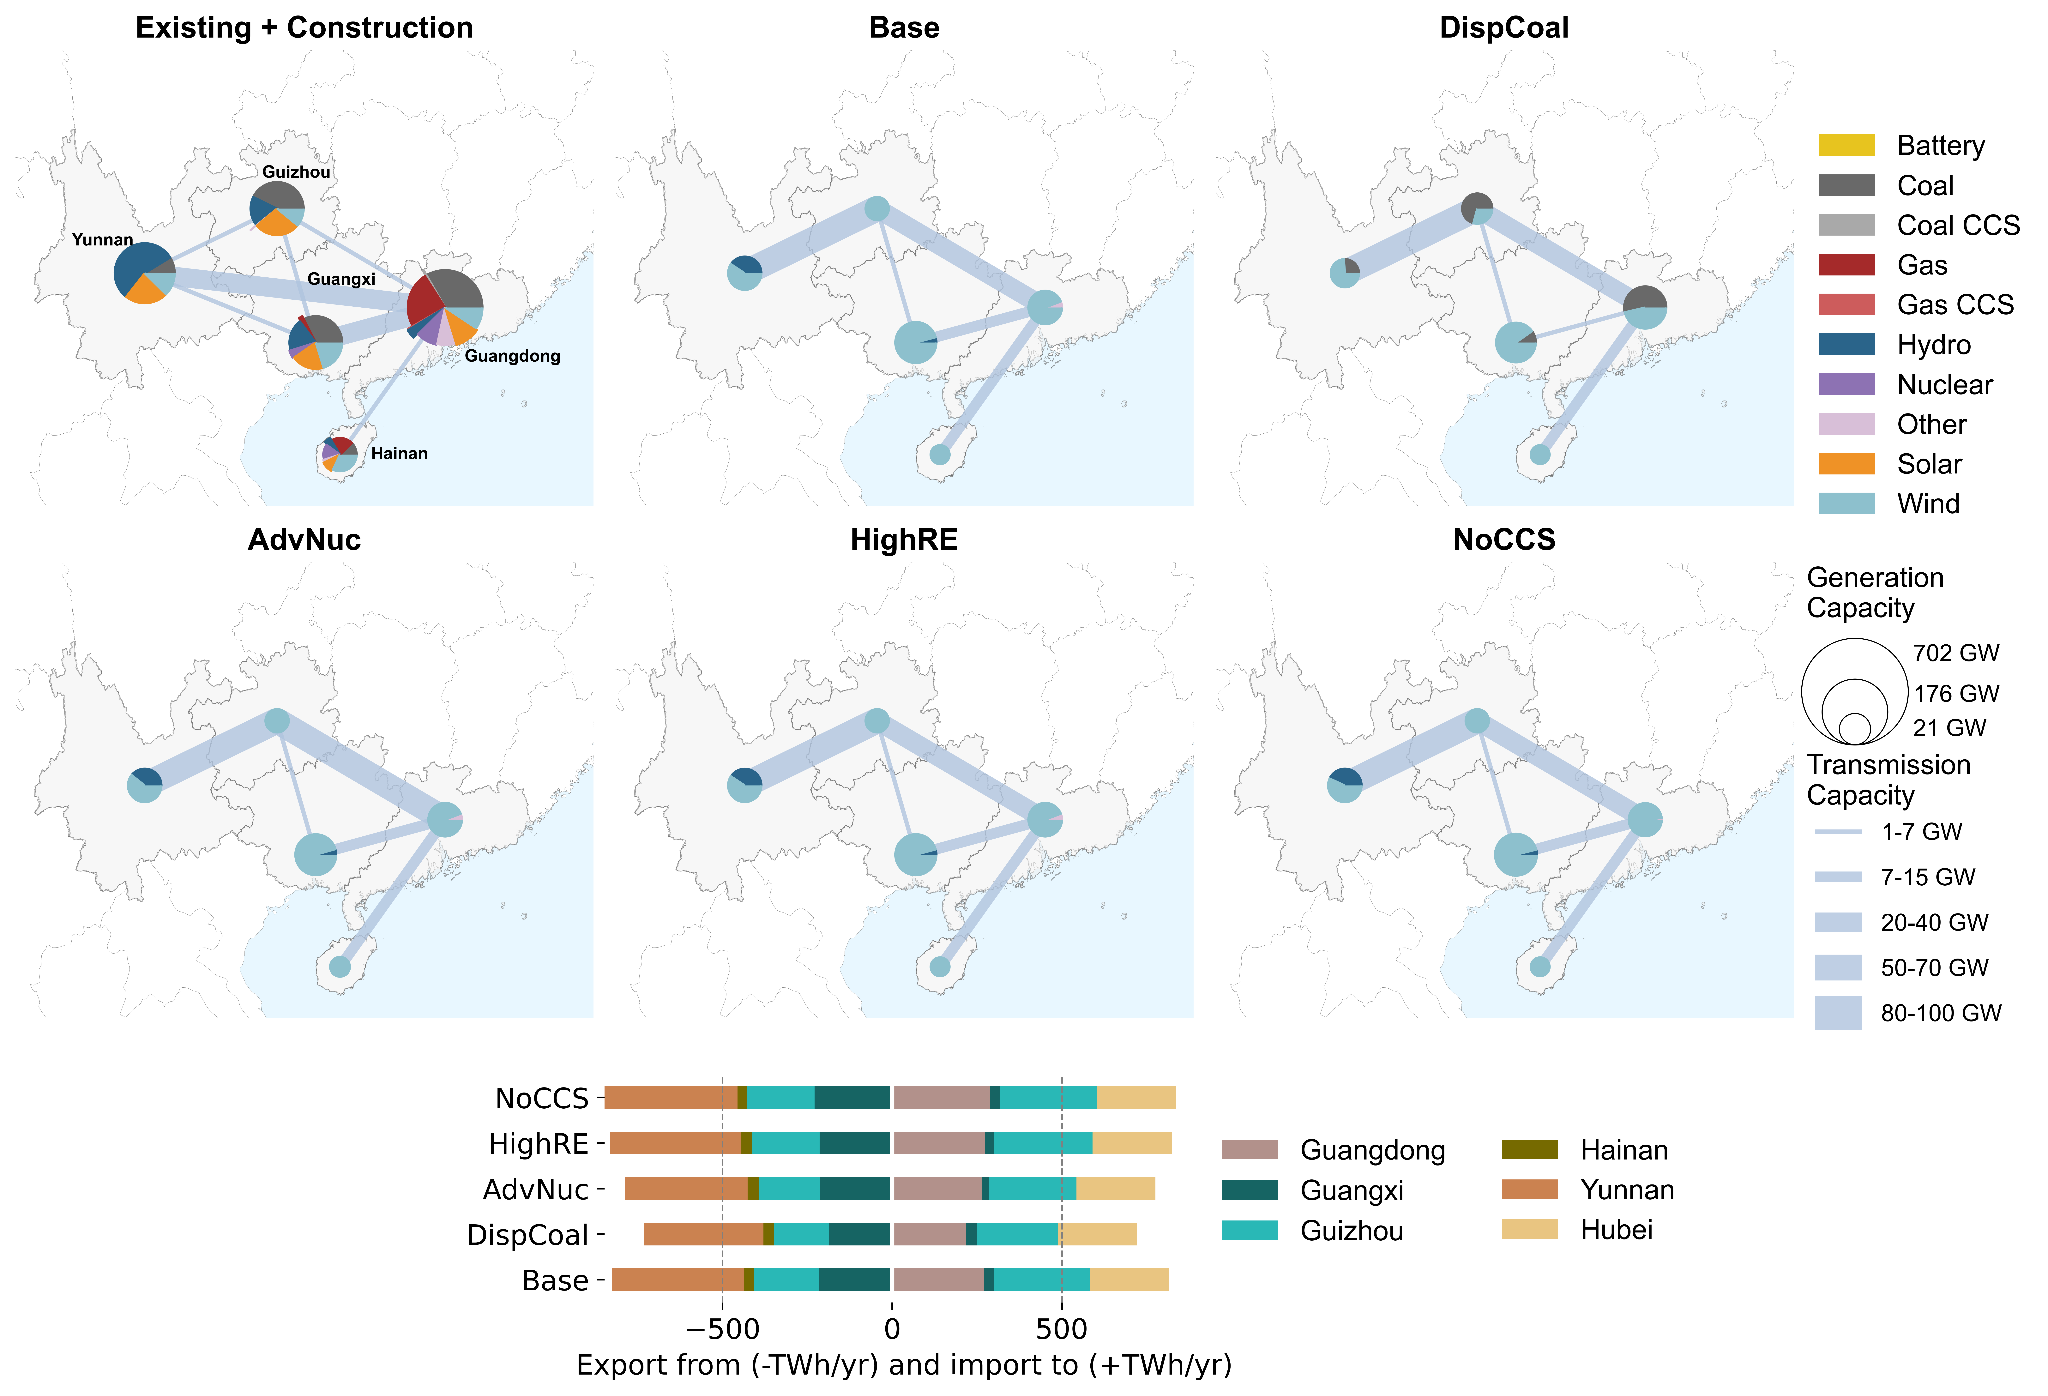 Existing + Construction
Base
DispCoal
Guizhou
Yunnan
Guangxi
Guangdong
Hainan
Battery
Coal
Coal CCS
Gas
Gas CCS
Hydro
Nuclear
Other
Solar
Wind
AdvNuc
HighRE
NoCCS
Generation
Capacity
702 GW
176 GW
21 GW
Transmission
Capacity
1-7 GW
7-15 GW
20-40 GW
50-70 GW
80-100 GW
NoCCS
HighRE
AdvNuc
DispCoal
Base
−500
0
500
Export from (-TWh/yr) and import to (+TWh/yr)
Guangdong
Guangxi
Guizhou
Hainan
Yunnan
Hubei